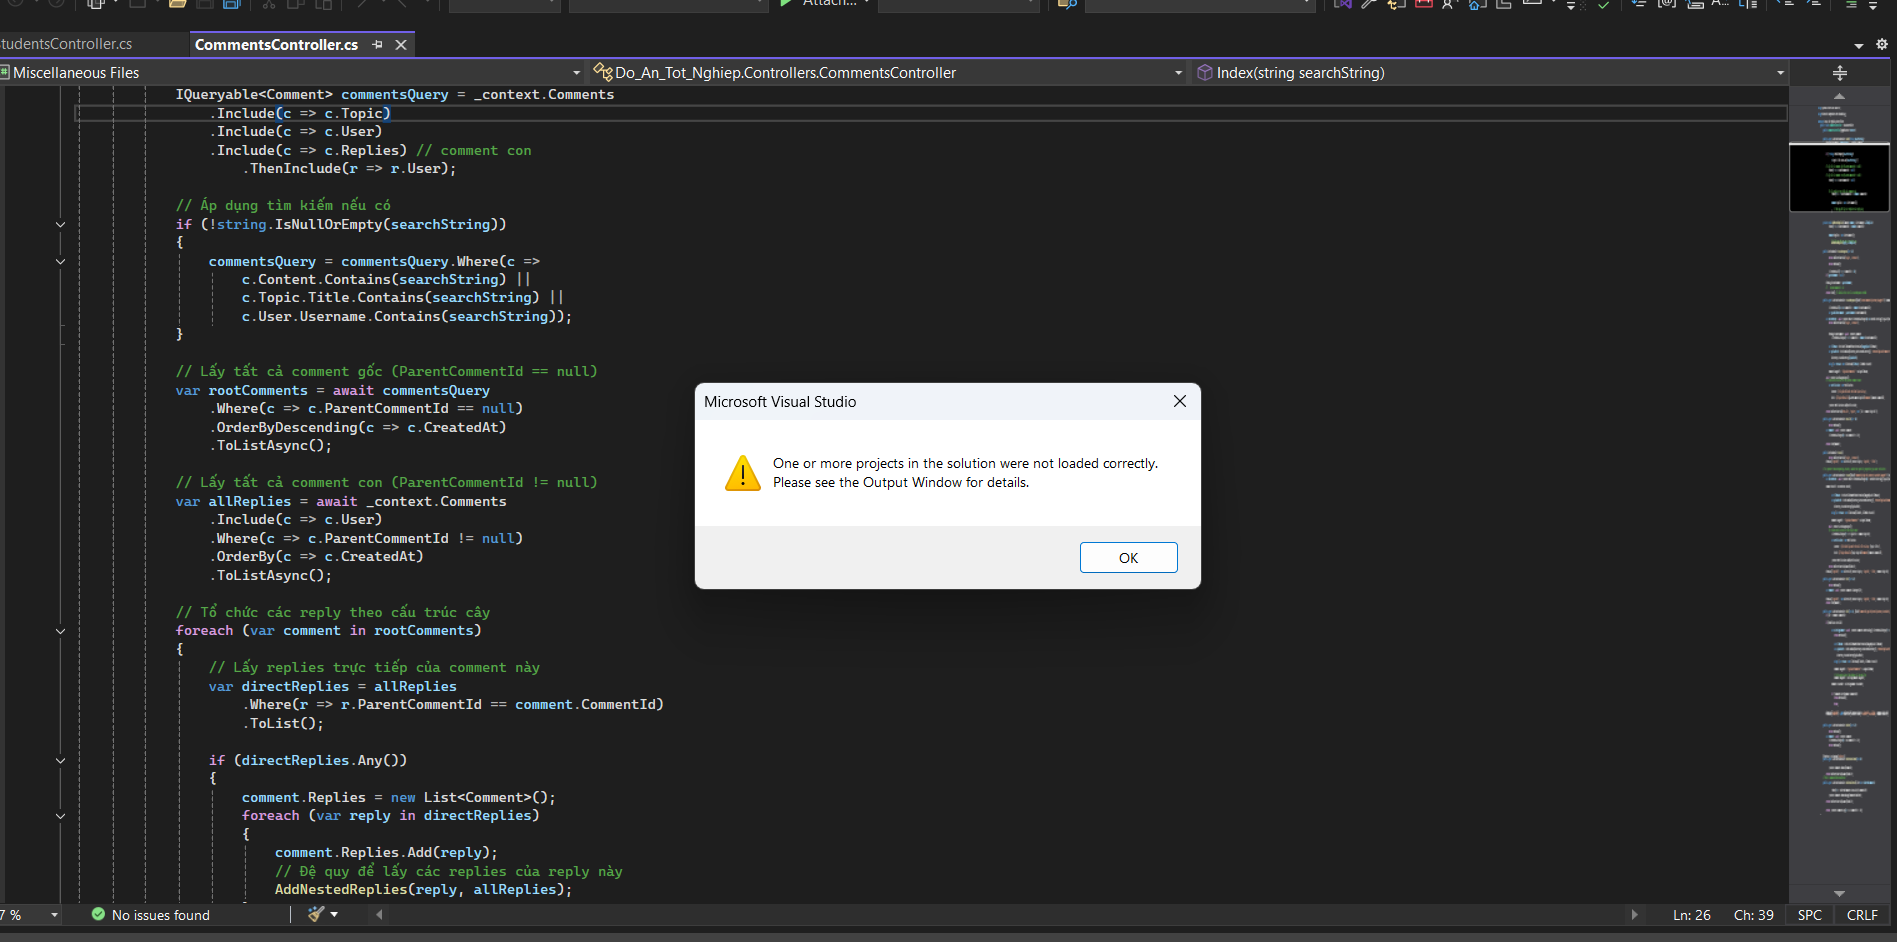 Attach...
StudentsController.cs
CommentsController.cs
Miscellaneous Files
Do_An_Tot_Nghiep.Controllers.CommentsController
Index(string searchString)
IQueryable<Comment> commentsQuery = _context.Comments
.Include(c => c.Topic)
.Include(c => c.User)
.Include(c => c.Replies) // comment con
.ThenInclude(r => r.User);
// Áp dụng tìm kiếm nếu có
if (!string.IsNullOrEmpty(searchString))
{
commentsQuery = commentsQuery.Where(c =>
c.Content.Contains(searchString) ||
c.Topic.Title.Contains(searchString) ||
c.User.Username.Contains(searchString));
}
// Lấy tất cả comment gốc (ParentCommentId == null)
var rootComments = await commentsQuery
.Where(c => c.ParentCommentId == null)
.OrderByDescending(c => c.CreatedAt)
.ToListAsync();
// Lấy tất cả comment con (ParentCommentId != null)
var allReplies = await _context.Comments
.Include(c => c.User)
.Where(c => c.ParentCommentId != null)
.OrderBy(c => c.CreatedAt)
.ToListAsync();
// Tổ chức các reply theo cấu trúc cây
foreach (var comment in rootComments)
{
// Lấy replies trực tiếp của comment này
var directReplies = allReplies
.Where(r => r.ParentCommentId == comment.CommentId)
.ToList();
if (directReplies.Any())
{
comment.Replies = new List<Comment>();
foreach (var reply in directReplies)
{
comment.Replies.Add(reply);
// Đệ quy để lấy các replies của reply này
AddNestedReplies(reply, allReplies);
Microsoft Visual Studio
One or more projects in the solution were not loaded correctly.
Please see the Output Window for details.
OK
7 %
No issues found
Ln: 26
Ch: 39
SPC
CRLF